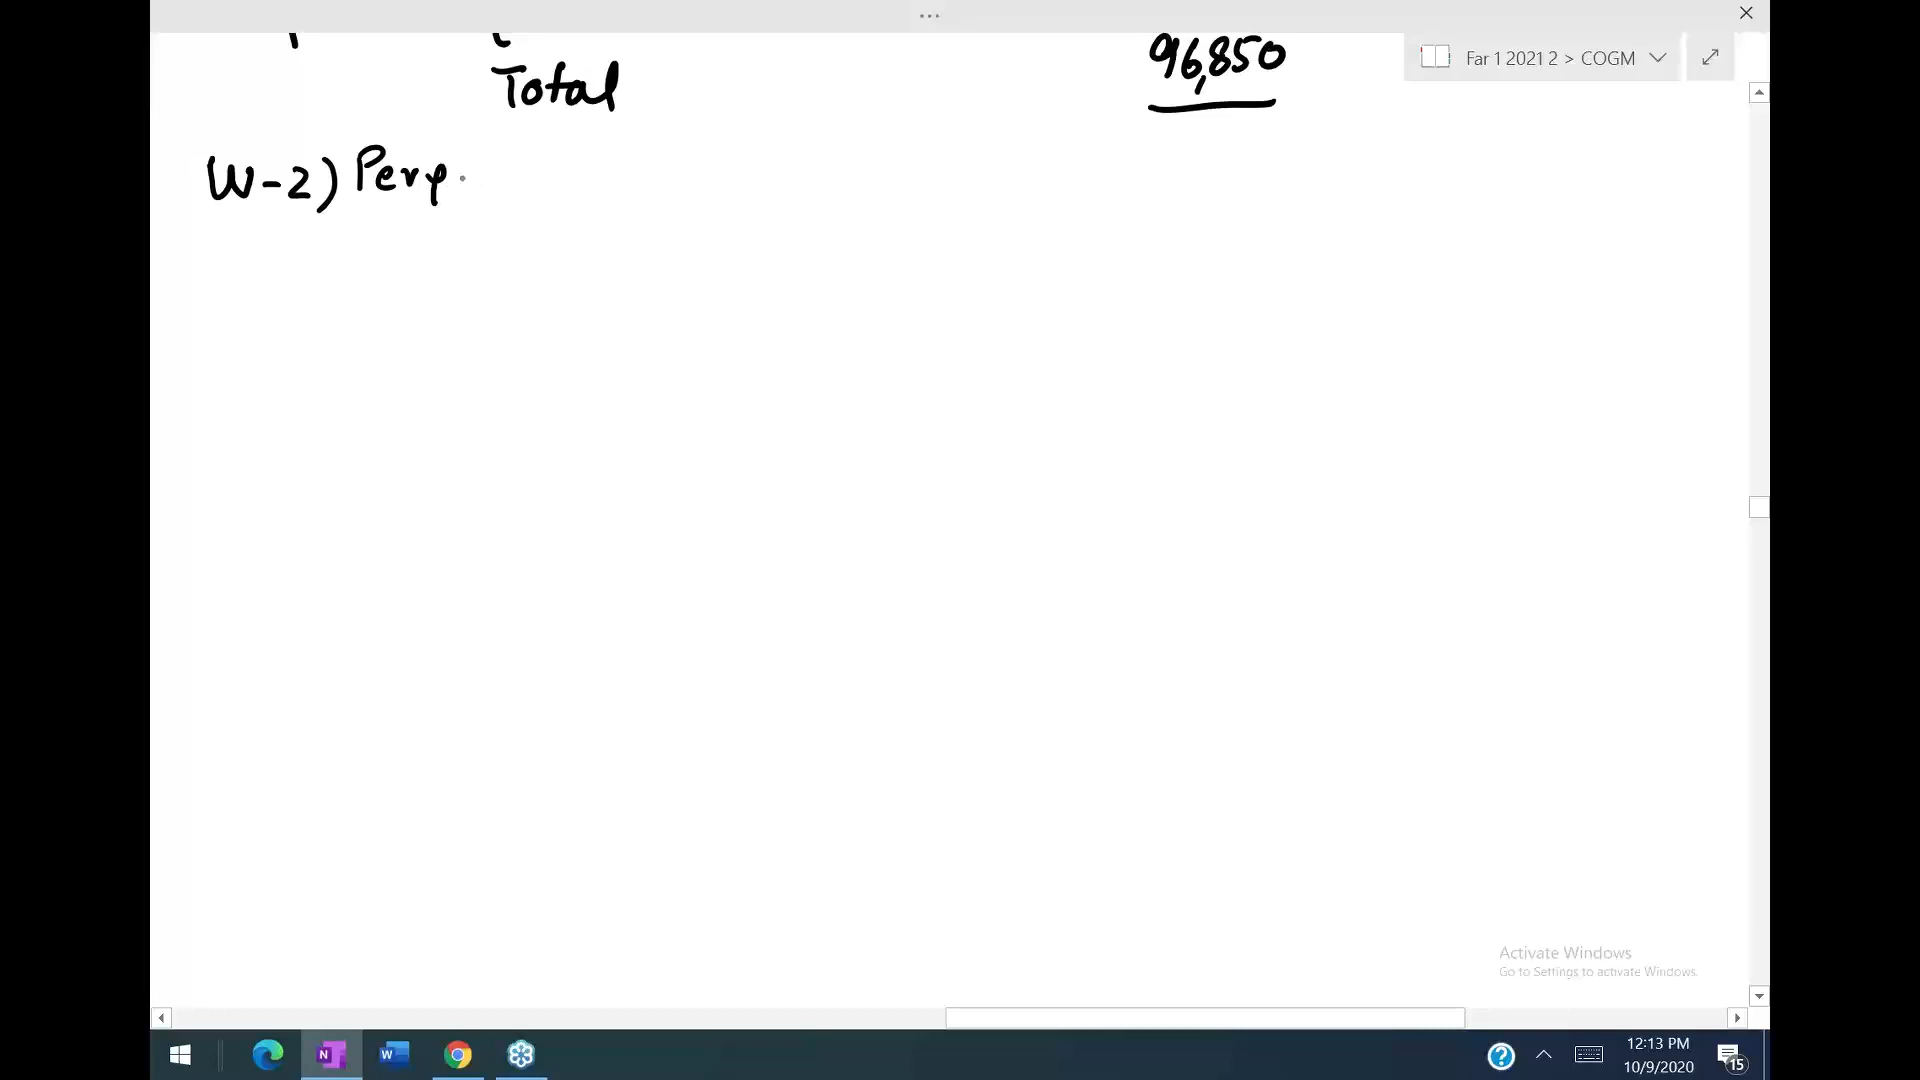 96,850
Total
Far 1 2021 2 > COGM
W-2) Perp
Activate Windows
Go to Settings to activate Windows.
12:13 PM
10/9/2020
15